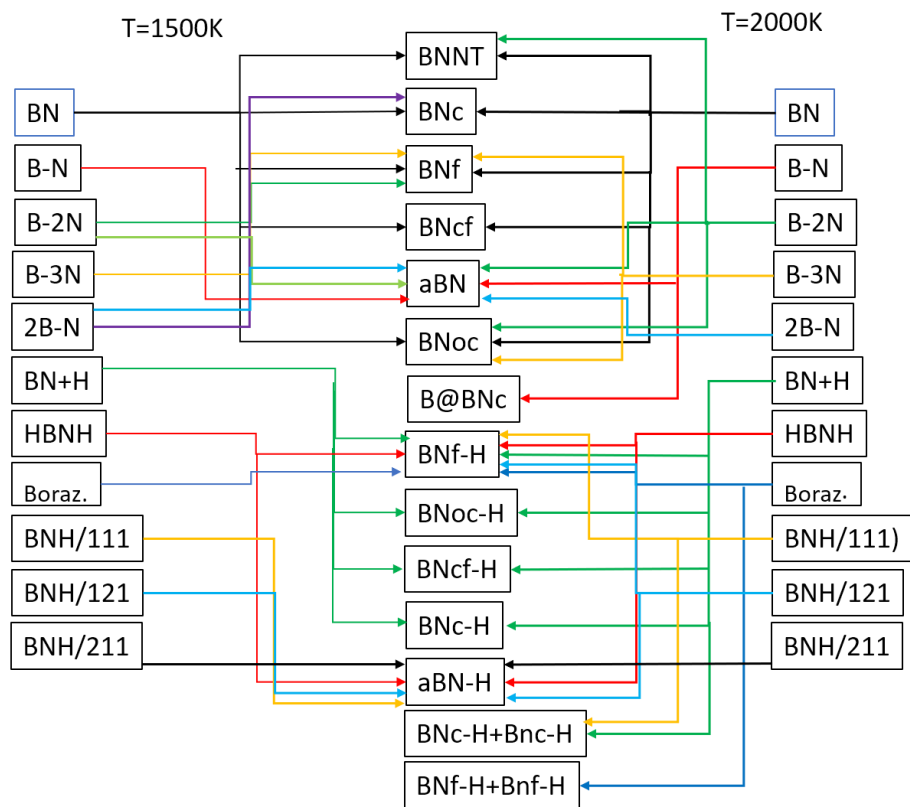 T=1500K
T=2000K
BN
B-N
B-2N
B-3N
2B-N
BN+H
HBNH
Boraz.
BNH/111
BNH/121
BNH/211
BNNT
BNc
BNf
BNcf
aBN
BNoc
B@BNc
BNf-H
BNoc-H
BNcf-H
BNc-H
aBN-H
BNc-H+Bnc-H
BNf-H+Bnf-H
BN
B-N
B-2N
B-3N
2B-N
BN+H
HBNH
Boraz.
BNH/111)
BNH/121
BNH/211